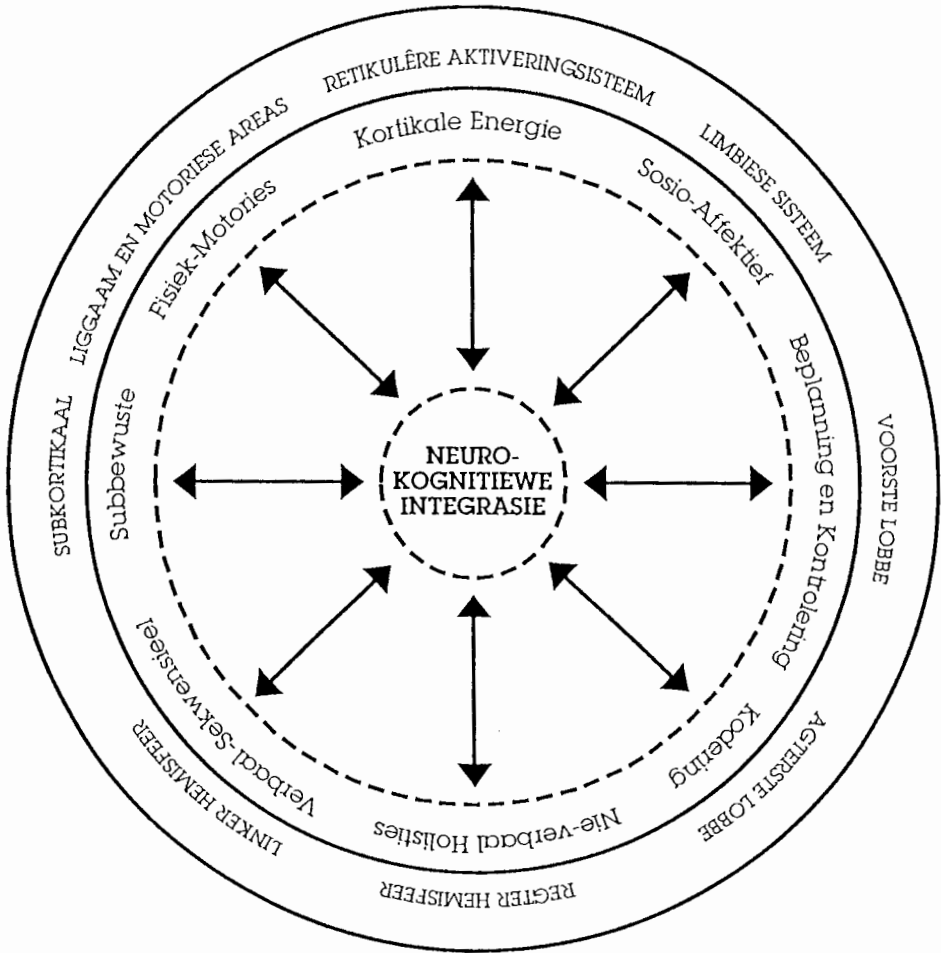 RETIKULÊRE AKTIVERINGSISTEEM
LIMBIESE SISTEEM
VOORSTE LOBBE
AGTERSTE LOBBE
REGTER HEMISFEER
LINKER HEMISFEER
SUBKORTIKAAL
LIGGAAM EN MOTORIESE AREAS
Kortikale Energie
Sosio-Affektief
Beplanning en Kontrolering
Kodering
Nie-verbaal Holisties
Verbaal-Sekwensieel
Subbewuste
Fisiek-Motories
NEURO-
KOGNITIEWE
INTEGRASIE